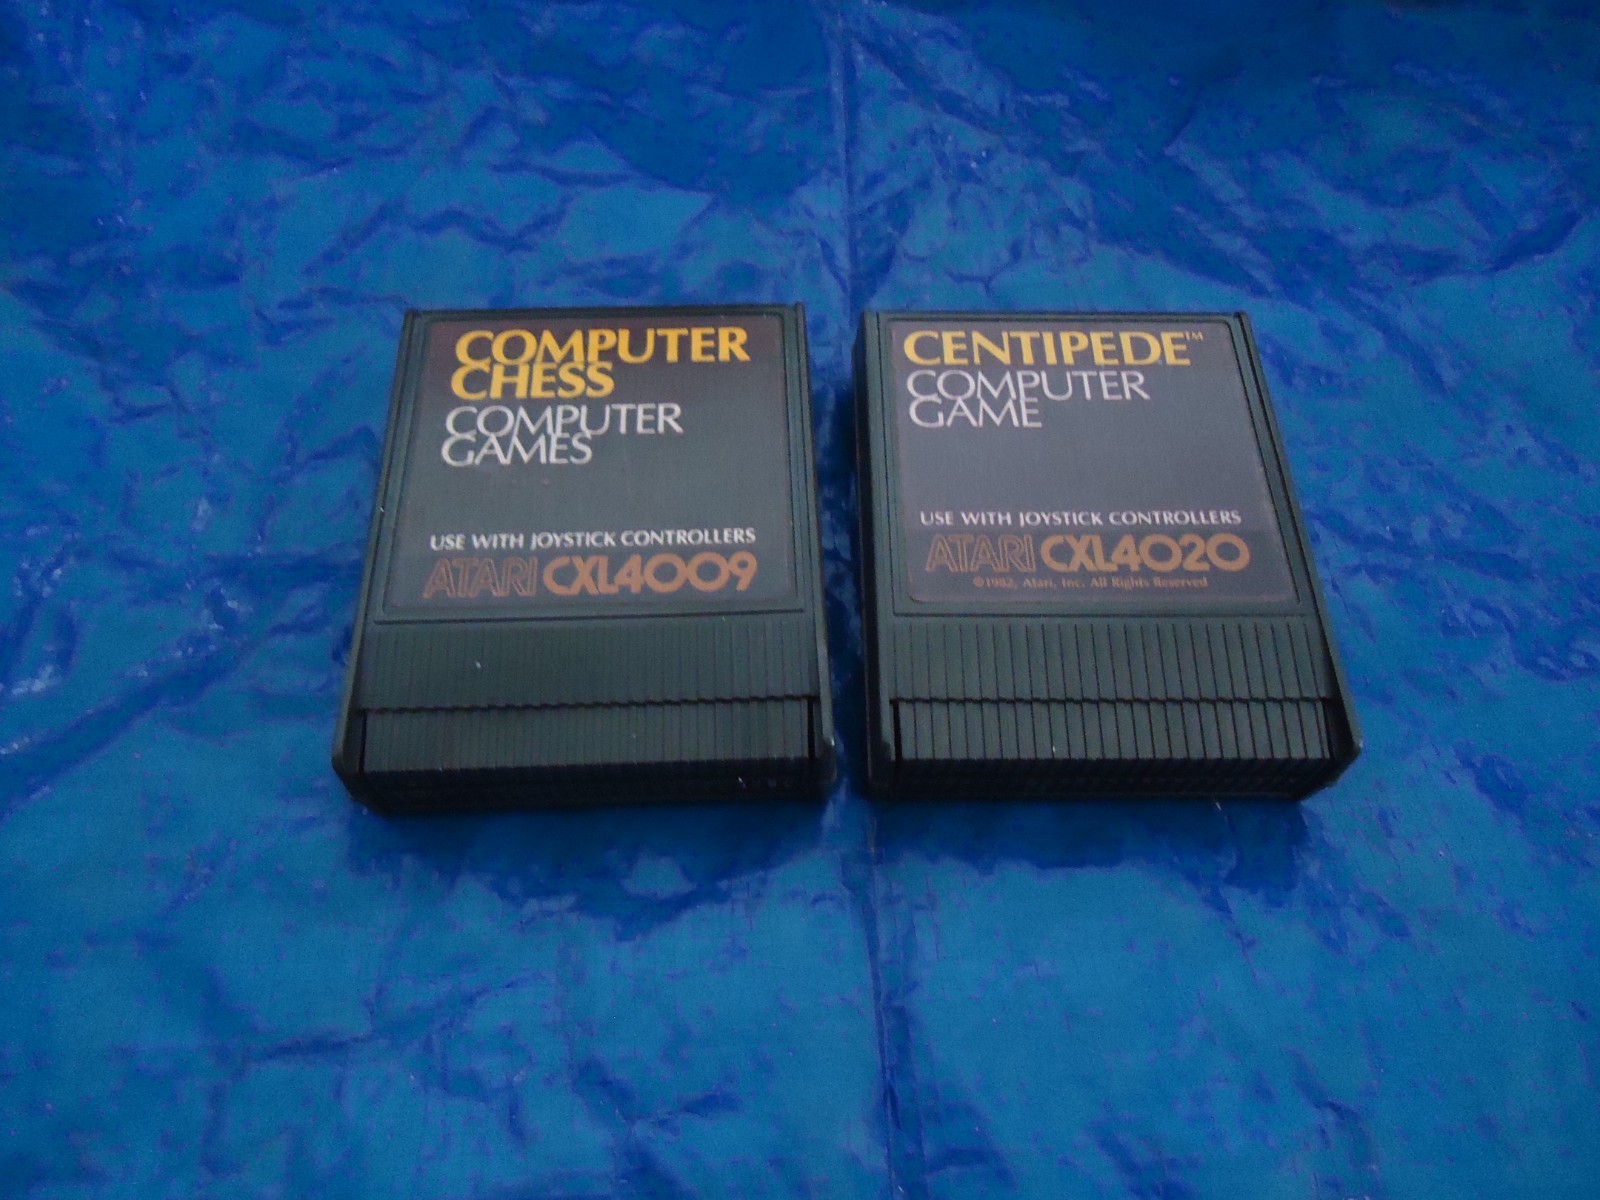 COMPUTER
CHESS
COMPUTER
GAMES
USE WITH JOYSTICK CONTROLLERS
ATARI CXL4009
CENTIPEDE™
COMPUTER
GAME
USE WITH JOYSTICK CONTROLLERS
ATARI CXL4020
©1982, Atari, Inc. All Rights Reserved